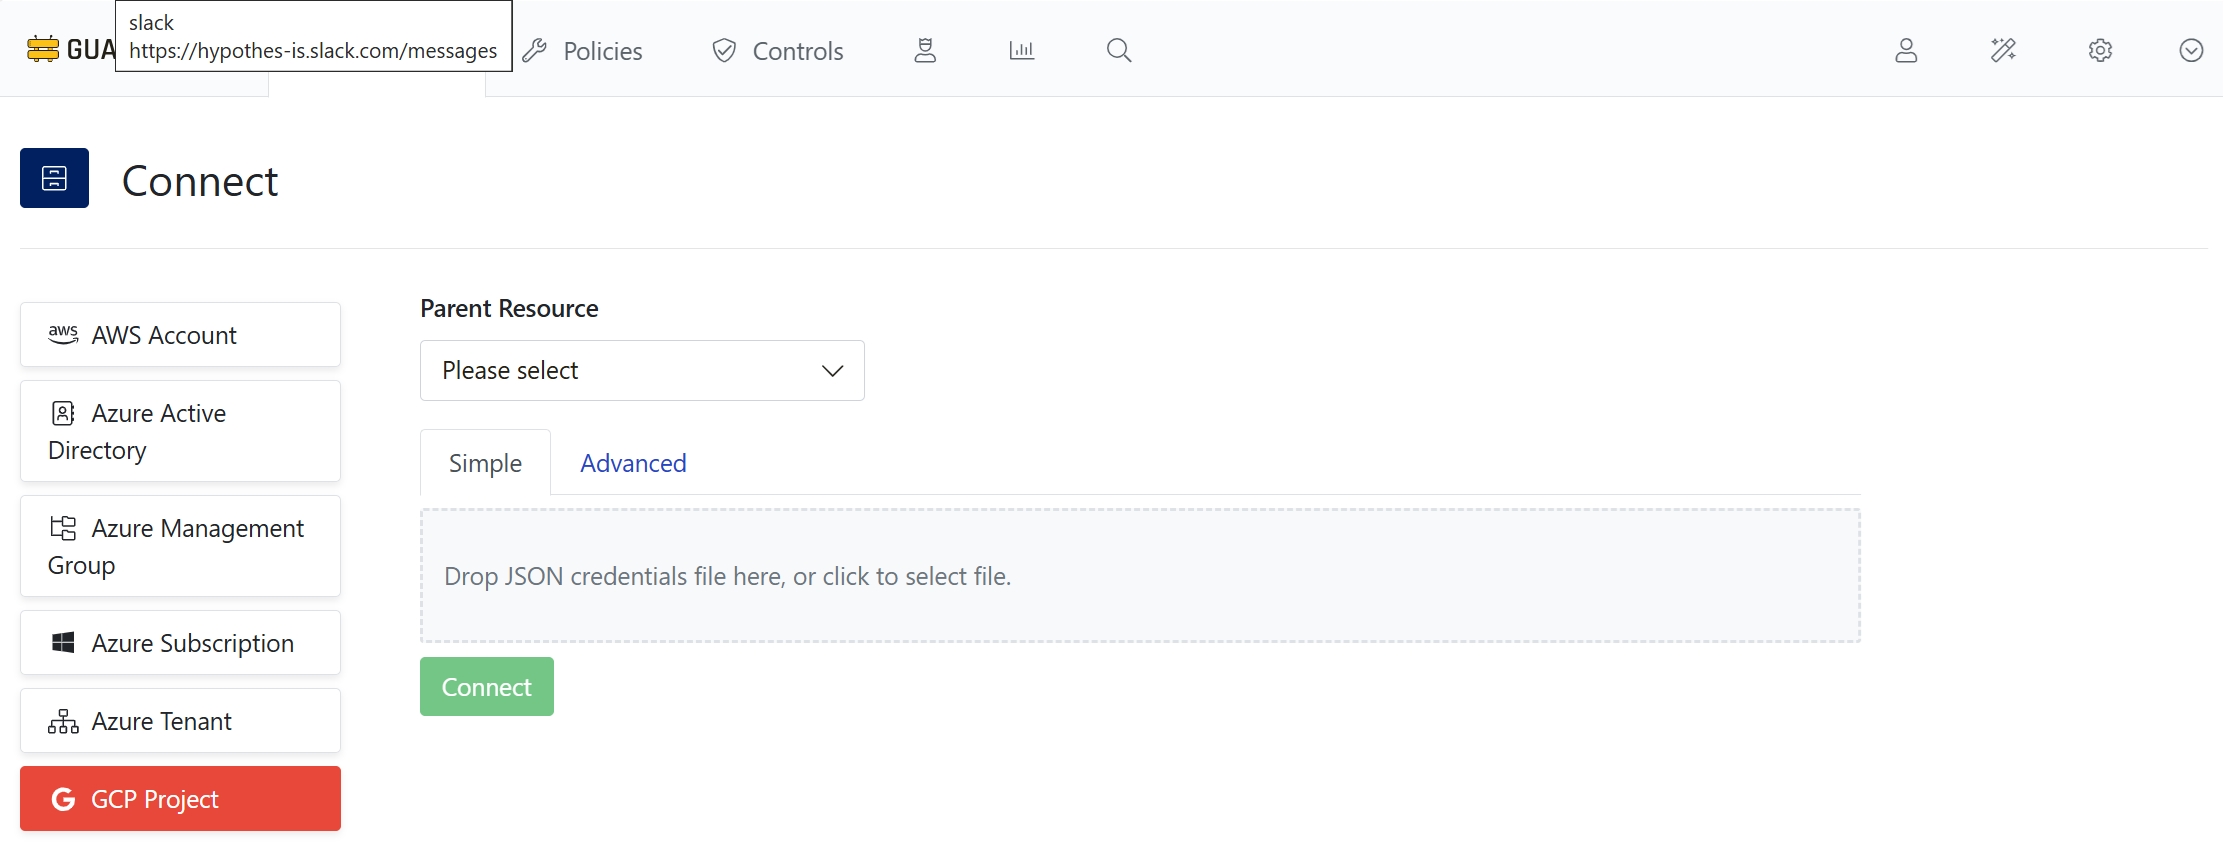 slack
https://hypothes-is.slack.com/messages
GUA
Policies
Controls
Connect
aws AWS Account
Azure Active
Directory
Azure Management
Group
Azure Subscription
Azure Tenant
GCP Project
Parent Resource
Please select
Simple
Advanced
Drop JSON credentials file here, or click to select file.
Connect